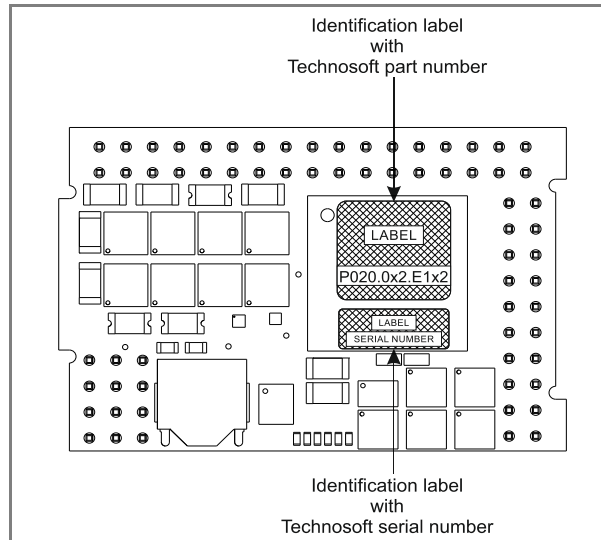 Identification label
with
Technosoft part number
LABEL
P020.0x2.E1x2
LABEL
SERIAL NUMBER
Identification label
with
Technosoft serial number